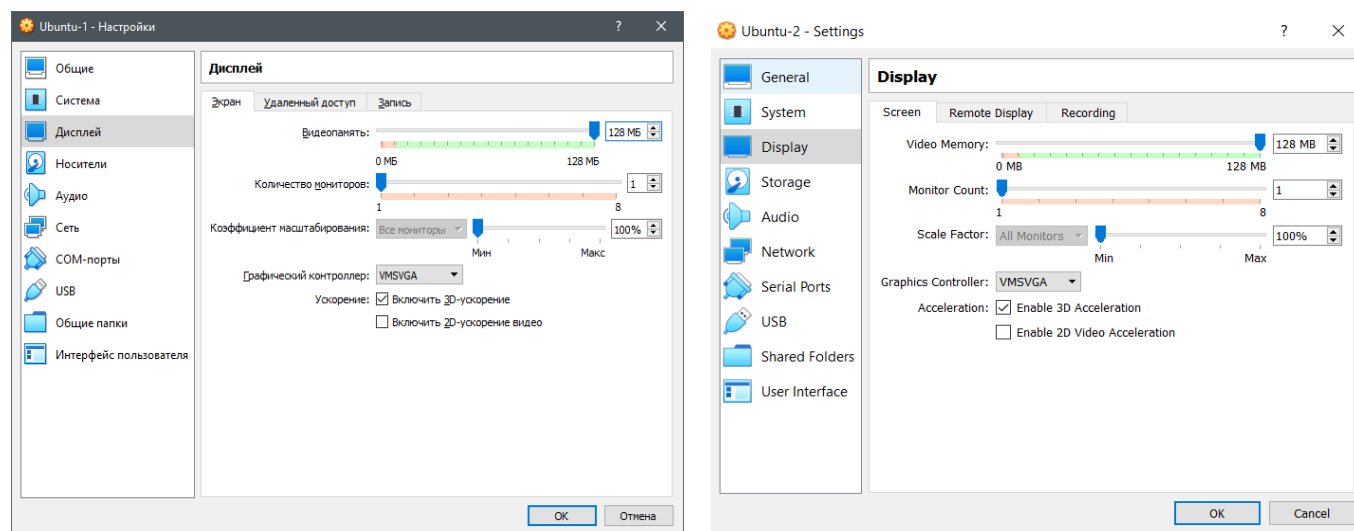 Ubuntu-1 - Настройки
?
Общие
Система
Дисплей
Носители
Аудио
Сеть
COM-порты
USB
Общие папки
Интерфейс пользователя
Дисплей
Экран Удаленный доступ Запись
Видеопамять: 128 МБ
0 МБ 128 МБ
Количество мониторов: 1
1 8
Коэффициент масштабирования: Все мониторы 100%
Мин Макс
Графический контроллер: VMSVGA
Ускорение: Включить 3D-ускорение
Включить 2D-ускорение видео
OK Отмена
Ubuntu-2 - Settings
?
General
System
Display
Storage
Audio
Network
Serial Ports
USB
Shared Folders
User Interface
Display
Screen Remote Display Recording
Video Memory: 128 MB
0 MB 128 MB
Monitor Count: 1
1 8
Scale Factor: All Monitors 100%
Min Max
Graphics Controller: VMSVGA
Acceleration: Enable 3D Acceleration
Enable 2D Video Acceleration
OK Cancel